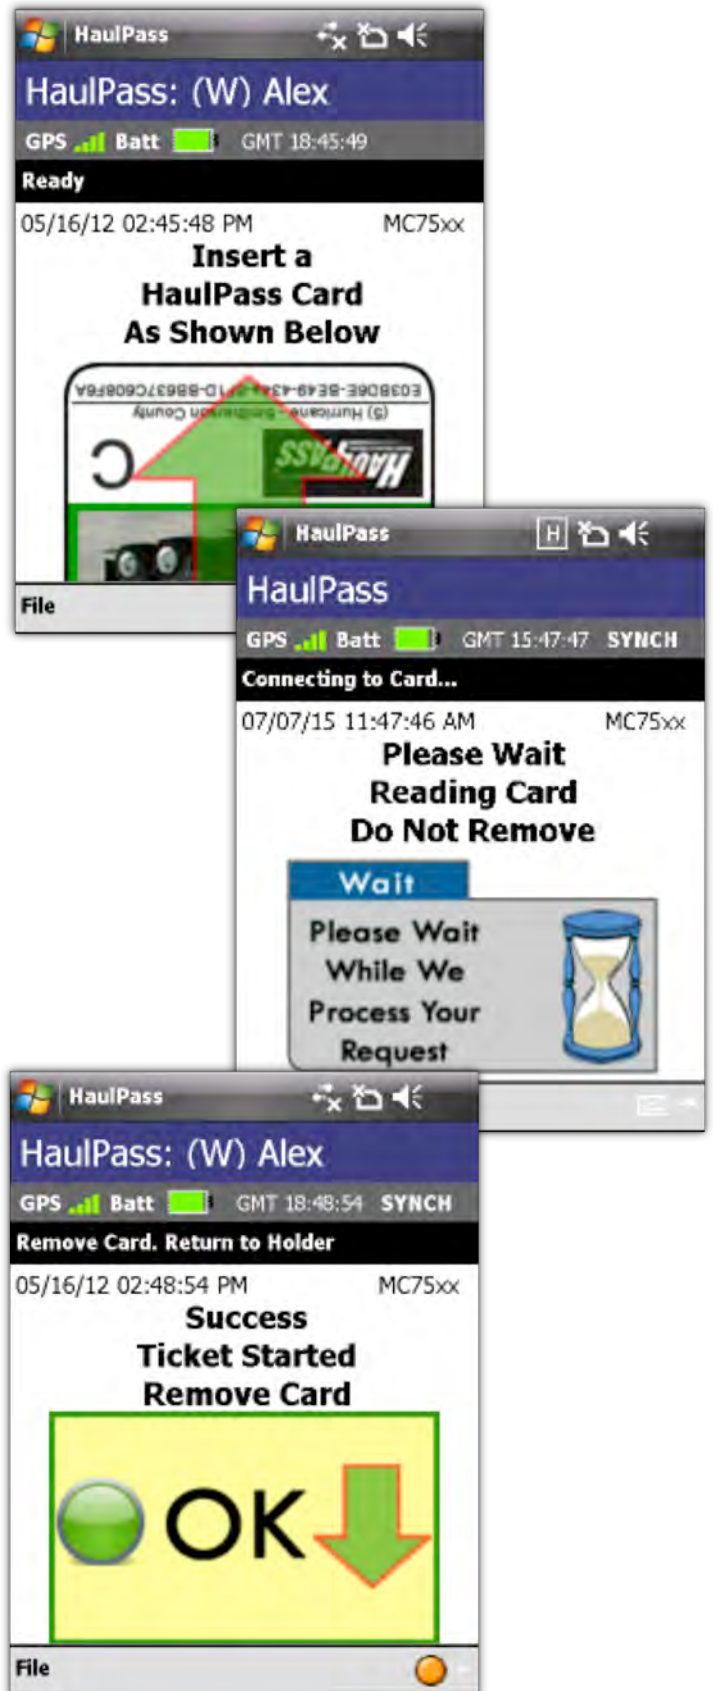 HaulPass
HaulPass: (W) Alex
GPS Batt GMT 18:45:49
Ready
05/16/12 02:45:48 PM MC75xx
Insert a
HaulPass Card
As Shown Below
(S) Hurricane - County
HaulPASS
C
File
HaulPass
H
HaulPass
GPS Batt GMT 15:47:47 SYNCH
Connecting to Card...
07/07/15 11:47:46 AM MC75xx
Please Wait
Reading Card
Do Not Remove
Wait
Please Wait
While We
Process Your
Request
HaulPass
HaulPass: (W) Alex
GPS Batt GMT 18:48:54 SYNCH
Remove Card. Return to Holder
05/16/12 02:48:54 PM MC75xx
Success
Ticket Started
Remove Card
OK
File